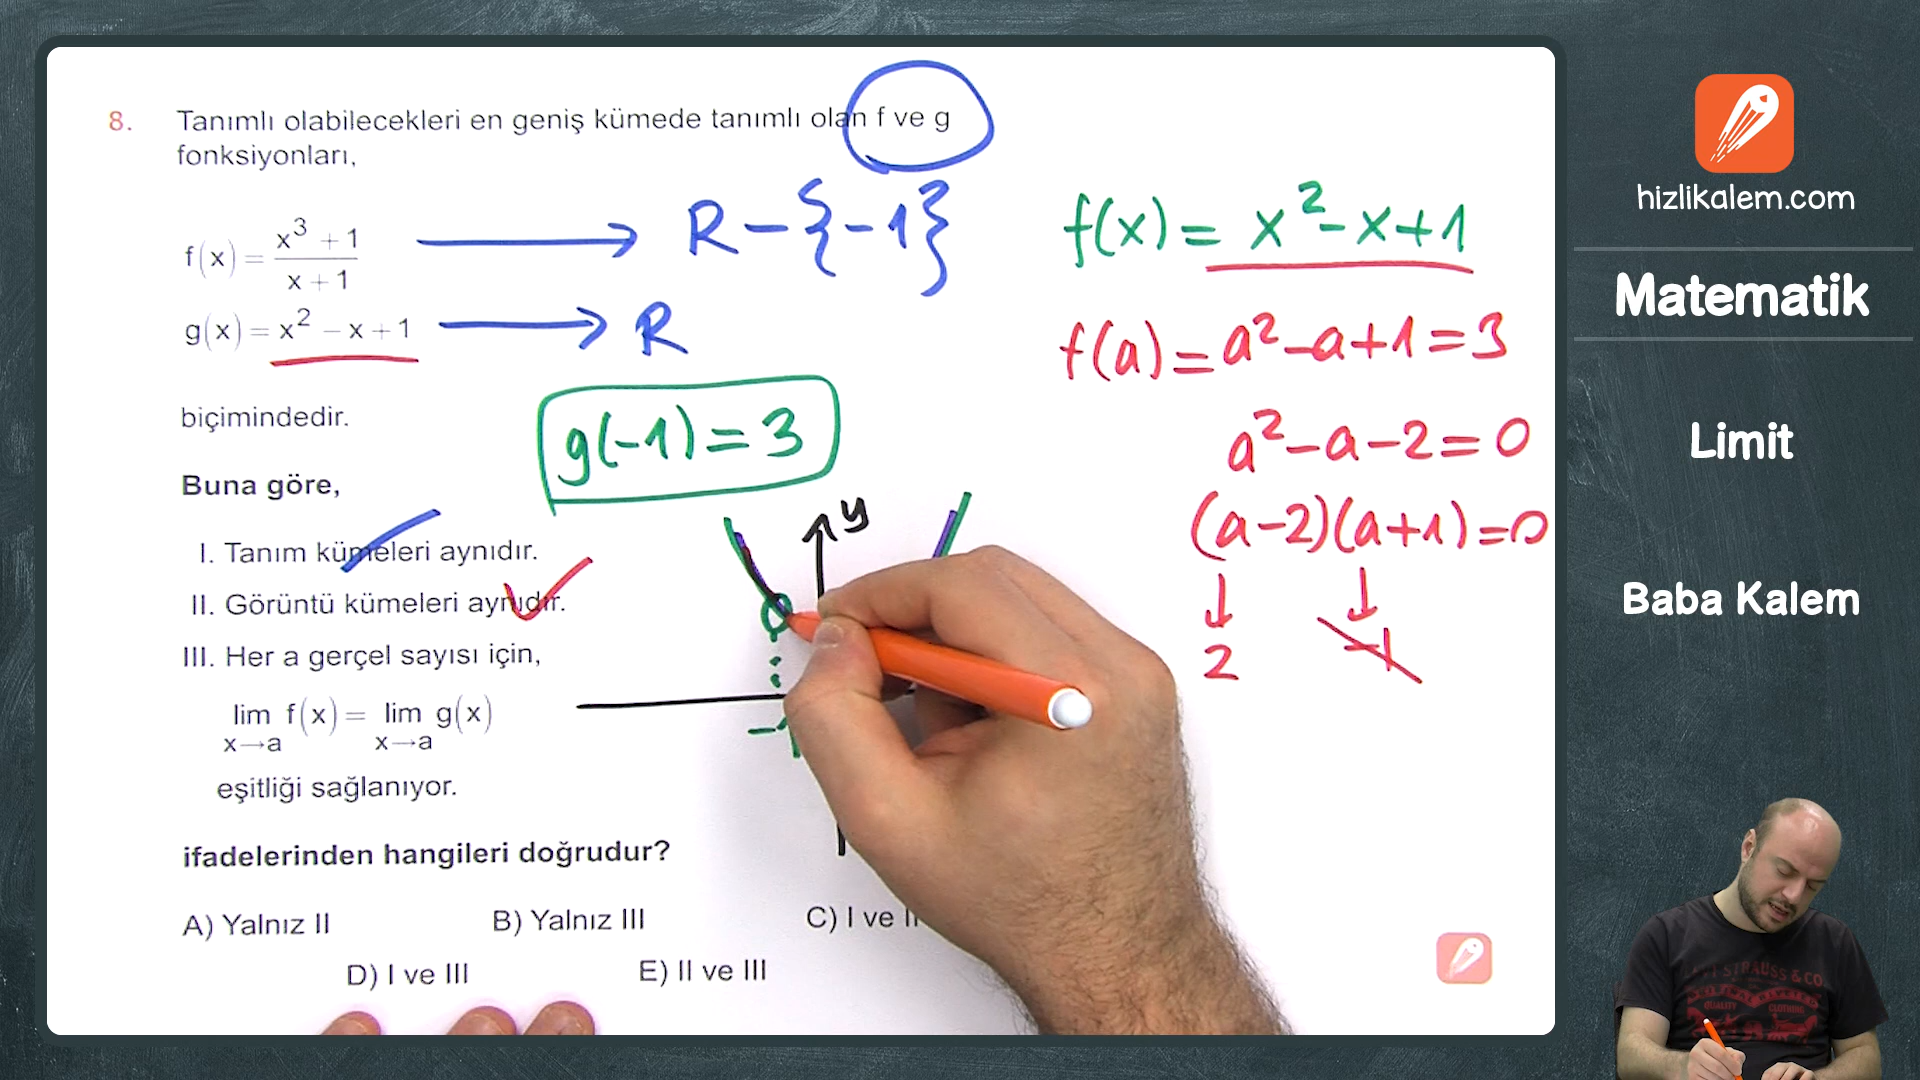 8. Tanımlı olabilecekleri en geniş kümede tanımlı olan f ve g
fonksiyonları,
f(x) = (x³ + 1)/(x + 1) → R − {−1}
g(x) = x² − x + 1 → R
biçimindedir.
g(−1) = 3
Buna göre,
I. Tanım kümeleri aynıdır.
II. Görüntü kümeleri aynıdır.
III. Her a gerçel sayısı için,
lim f(x) = lim g(x)
x→a x→a
eşitliği sağlanıyor.
ifadelerinden hangileri doğrudur?
A) Yalnız II B) Yalnız III C) I ve II
D) I ve III E) II ve III
y
−1
f(x) = x² − x + 1
f(a) = a² − a + 1 = 3
a² − a − 2 = 0
(a − 2)(a + 1) = 0
↓ ↓
2 −1
hizlikalem.com
Matematik
Limit
Baba Kalem